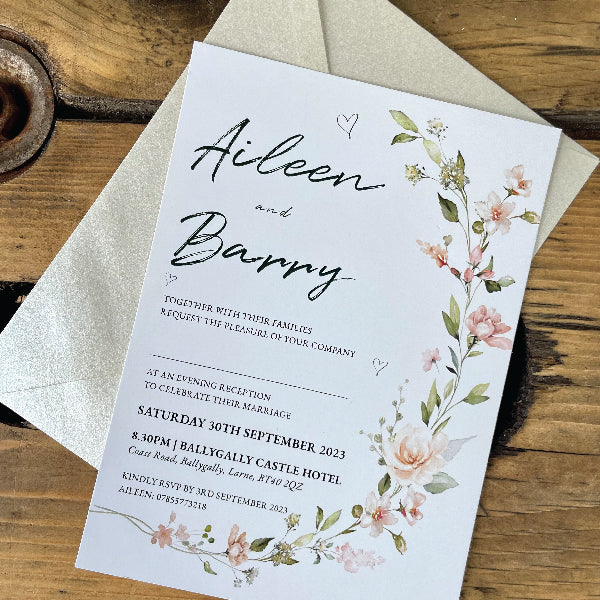 Aileen
and
Barry
TOGETHER WITH THEIR FAMILIES
REQUEST THE PLEASURE OF YOUR COMPANY
AT AN EVENING RECEPTION
TO CELEBRATE THEIR MARRIAGE
SATURDAY 30TH SEPTEMBER 2023
8.30PM | BALLYGALLY CASTLE HOTEL
Coast Road, Ballygally, Larne, BT40 2QZ
KINDLY RSVP BY 3RD SEPTEMBER 2023
AILEEN: 07855773218